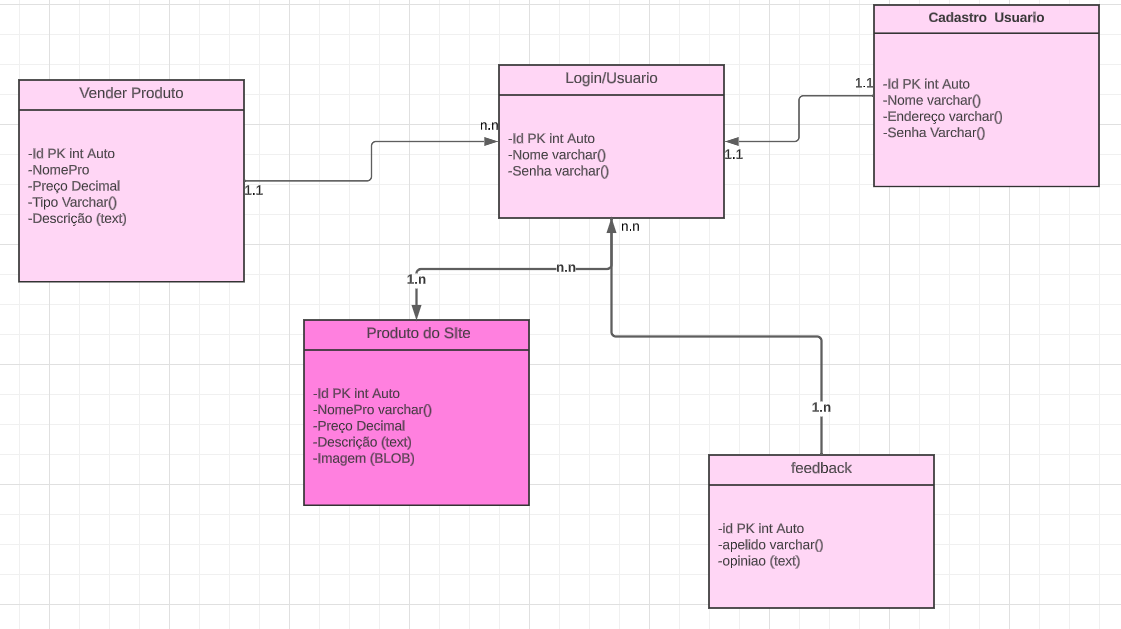 Cadastro Usuario
-Id PK int Auto
-Nome varchar()
-Endereço varchar()
-Senha Varchar()
1.1
1.1
Login/Usuario
-Id PK int Auto
-Nome varchar()
-Senha varchar()
n.n
Vender Produto
-Id PK int Auto
-NomePro
-Preço Decimal
-Tipo Varchar()
-Descrição (text)
1.1
n.n
n.n
1.n
Produto do SIte
-Id PK int Auto
-NomePro varchar()
-Preço Decimal
-Descrição (text)
-Imagem (BLOB)
1.n
feedback
-id PK int Auto
-apelido varchar()
-opiniao (text)